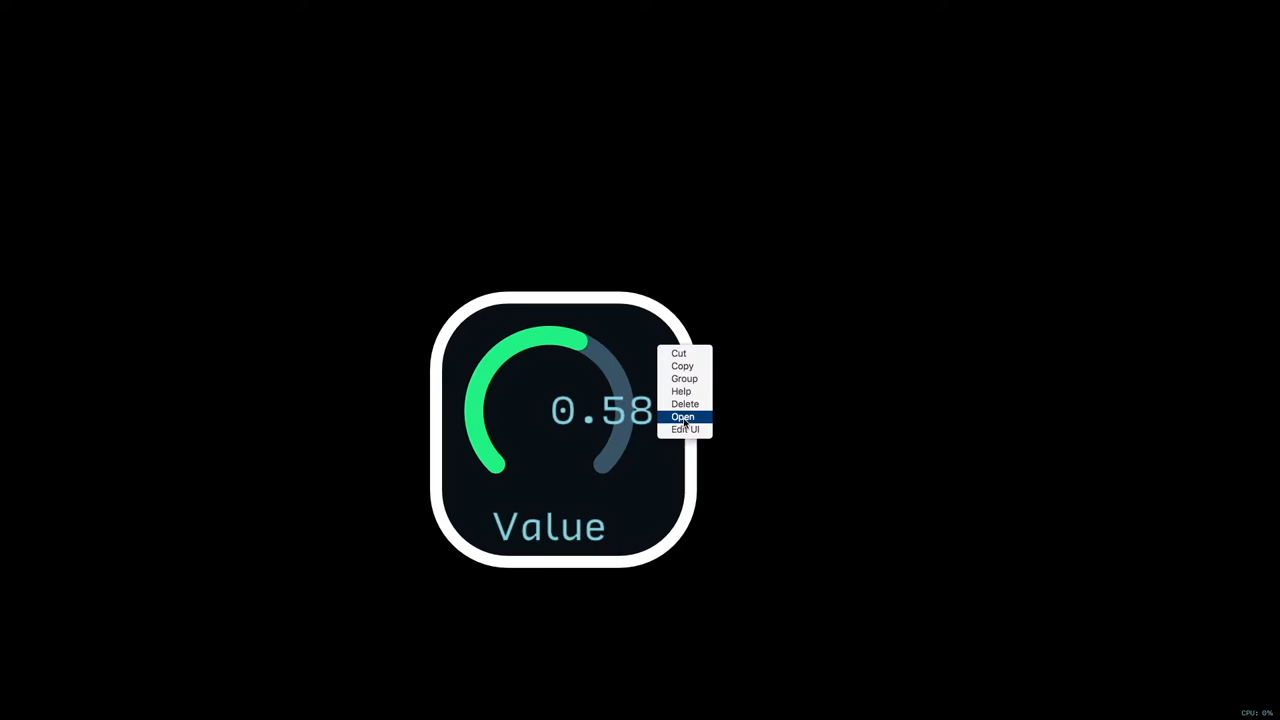 Cut
Copy
Group
Help
Delete
Open
Edit UI
0.58
Value
CPU: 0%